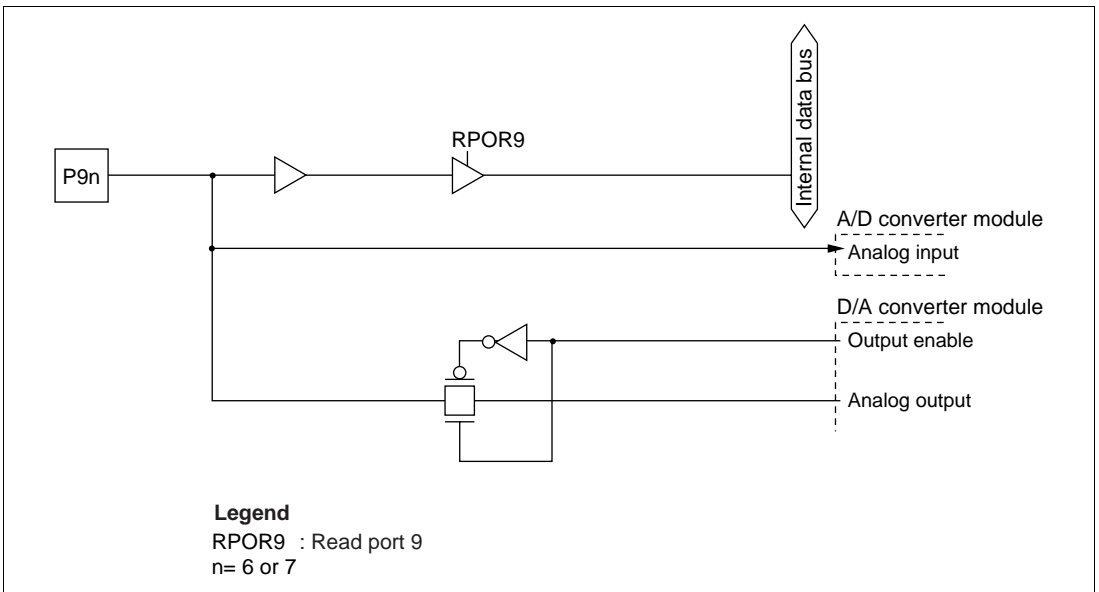 Internal data bus
RPOR9
P9n
A/D converter module
Analog input
D/A converter module
Output enable
Analog output
Legend
RPOR9 : Read port 9
n= 6 or 7